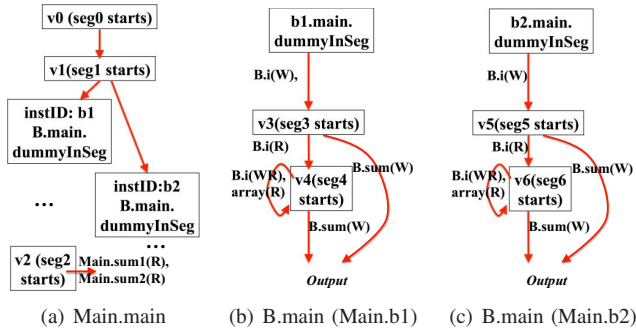 v0 (seg0 starts)
v1(seg1 starts)
instID: b1
B.main.
dummyInSeg
instID:b2
B.main.
dummyInSeg
...
...
v2 (seg2
starts)
Main.sum1(R),
Main.sum2(R)
(a) Main.main
b1.main.
dummyInSeg
B.i(W),
v3(seg3 starts)
B.i(R)
B.i(WR),
array(R)
v4(seg4
starts)
B.sum(W)
B.sum(W)
Output
(b) B.main (Main.b1)
b2.main.
dummyInSeg
B.i(W)
v5(seg5 starts)
B.i(R)
B.i(WR),
array(R)
v6(seg6
starts)
B.sum(W)
B.sum(W)
Output
(c) B.main (Main.b2)